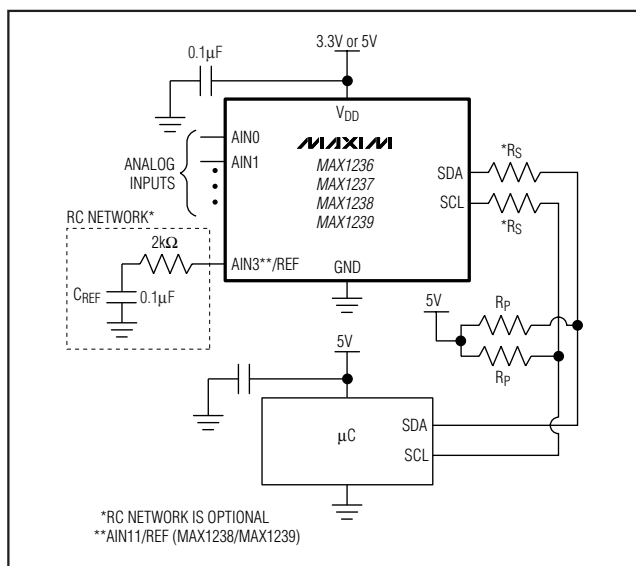 3.3V or 5V
0.1µF
VDD
AIN0
AIN1
ANALOG
INPUTS
MAXIM
MAX1236
MAX1237
MAX1238
MAX1239
SDA
SCL
*RS
*RS
RC NETWORK*
2kΩ
AIN3**/REF
GND
CREF
0.1µF
5V
RP
RP
5V
µC
SDA
SCL
*RC NETWORK IS OPTIONAL
**AIN11/REF (MAX1238/MAX1239)